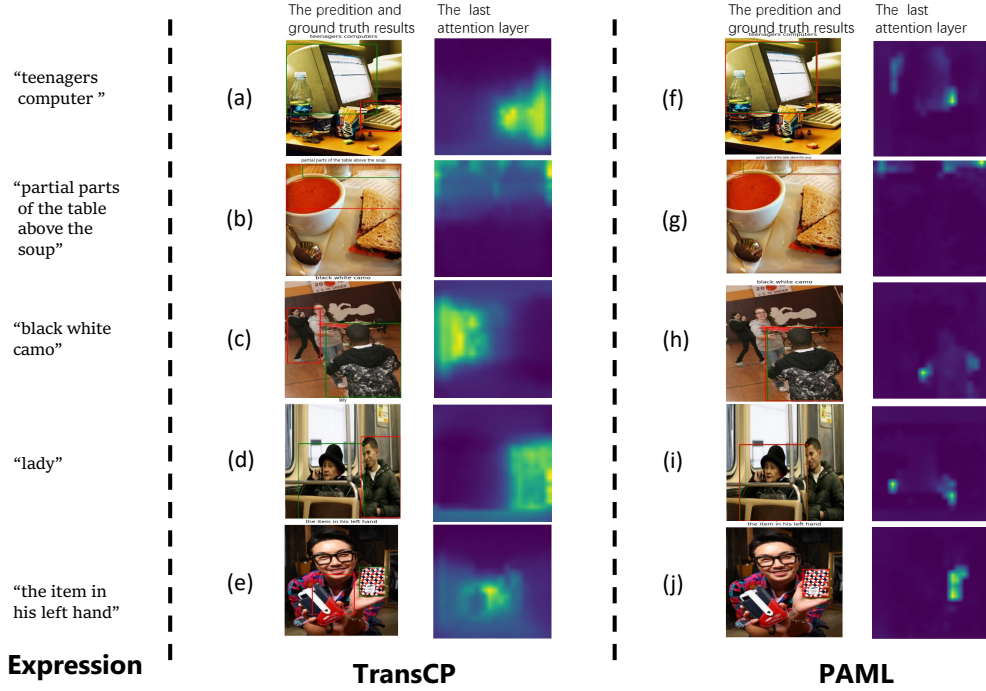 The predition and
ground truth results
The last
attention layer
The predition and
ground truth results
The last
attention layer
“teenagers
computer ”
(a)
teenagers computers
(f)
teenagers computers
“partial parts
of the table
above the
soup”
(b)
partial parts of the table above the soup
(g)
partial parts of the table above the soup
“black white
camo”
(c)
black white camo
(h)
black white camo
“lady”
(d)
lady
(i)
“the item in
his left hand”
(e)
the item in his left hand
(j)
the item in his left hand
Expression
TransCP
PAML